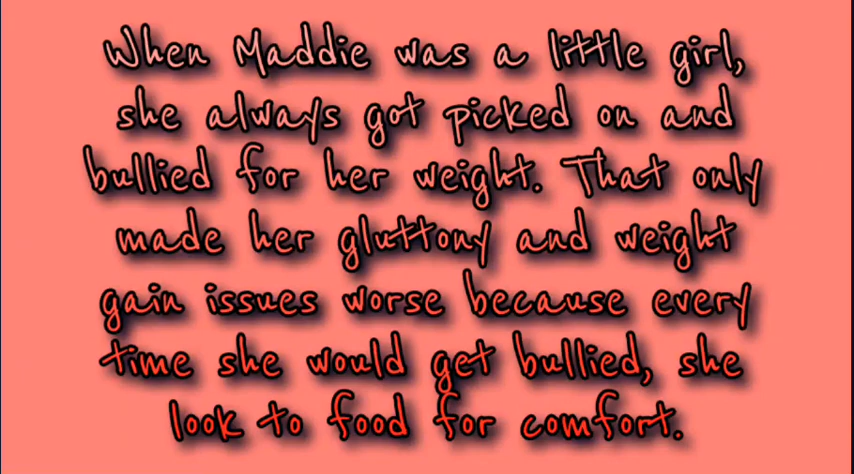 When Maddie was a little girl,
she always got picked on and
bullied for her weight. That only
made her gluttony and weight
gain issues worse because every
time she would get bullied, she
look to food for comfort.